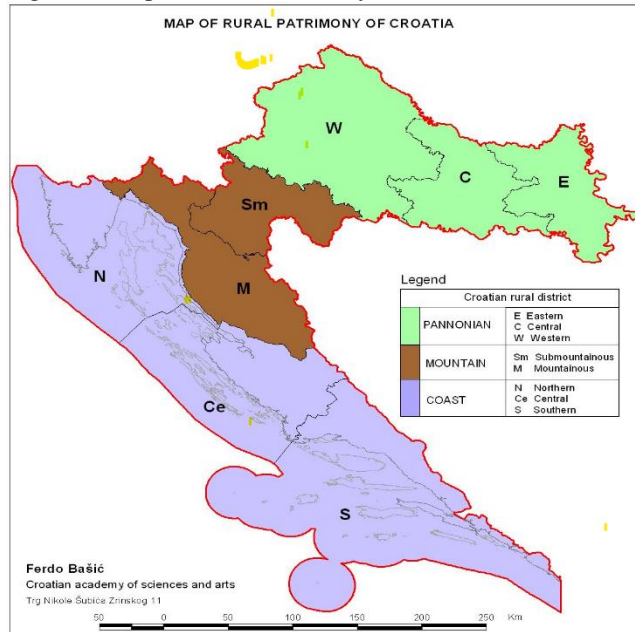 MAP OF RURAL PATRIMONY OF CROATIA
W
C
E
Sm
N
M
Legend
Croatian rural district
PANNONIAN
E Eastern
C Central
W Western
MOUNTAIN
Sm Submountainous
M Mountainous
COAST
N Northern
Ce Central
S Southern
Ce
S
Ferdo Bašić
Croatian academy of sciences and arts
Trg Nikole Šubića Zrinskog 11
50 0 50 100 150 200 250 Km